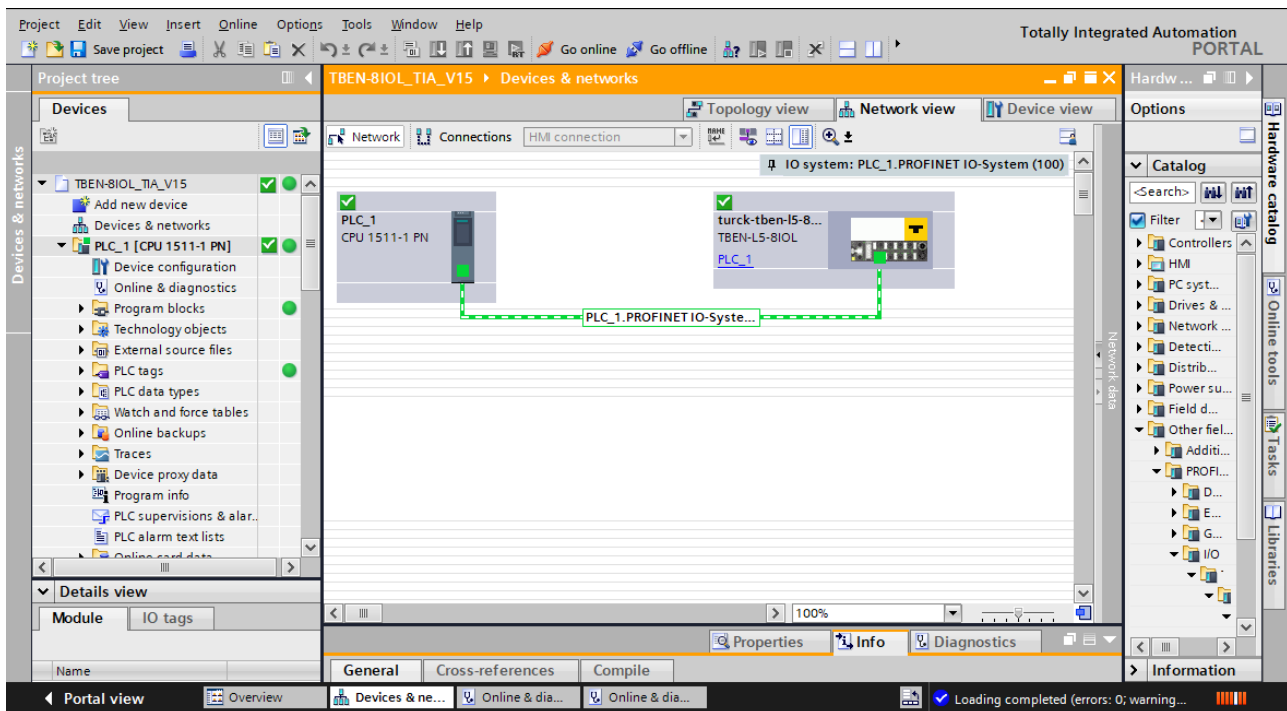 Project Edit View Insert Online Options Tools Window Help
Totally Integrated Automation
PORTAL
Save project Go online Go offline
Project tree
TBEN-8IOL_TIA_V15 Devices & networks
Hardw ...
Devices
Topology view Network view Device view
Options
Network Connections HMI connection
IO system: PLC_1.PROFINET IO-System (100)
Catalog
<Search>
Filter
Devices & networks
TBEN-8IOL_TIA_V15
Add new device
Devices & networks
PLC_1 [CPU 1511-1 PN]
Device configuration
Online & diagnostics
Program blocks
Technology objects
External source files
PLC tags
PLC data types
Watch and force tables
Online backups
Traces
Device proxy data
Program info
PLC supervisions & alar..
PLC alarm text lists
Online card data
PLC_1
CPU 1511-1 PN
turck-tben-l5-8...
TBEN-L5-8IOL
PLC_1
PLC_1.PROFINET IO-Syste...
Network data
Controllers
HMI
PC syst...
Drives & ...
Network ...
Detecti...
Distrib...
Power su...
Field d...
Other fiel...
Additi...
PROFI...
D...
E...
G...
I/O
Hardware catalog
Online tools
Tasks
Libraries
Details view
Module IO tags
Name
100%
Properties Info Diagnostics
General Cross-references Compile
Information
Portal view Overview Devices & ne... Online & dia... Online & dia... Loading completed (errors: 0; warning...